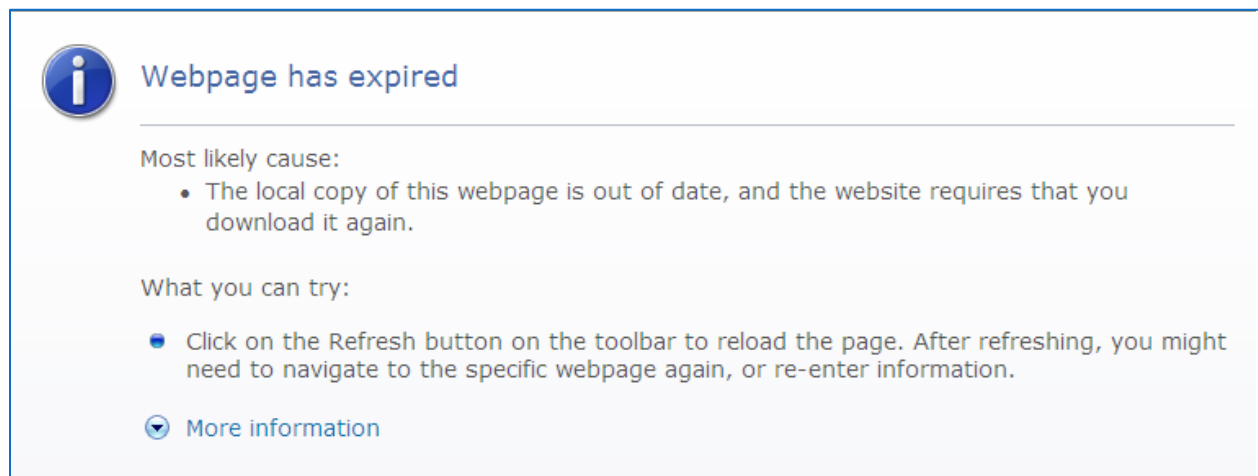 Webpage has expired
Most likely cause:
• The local copy of this webpage is out of date, and the website requires that you
download it again.
What you can try:
Click on the Refresh button on the toolbar to reload the page. After refreshing, you might
need to navigate to the specific webpage again, or re-enter information.
More information